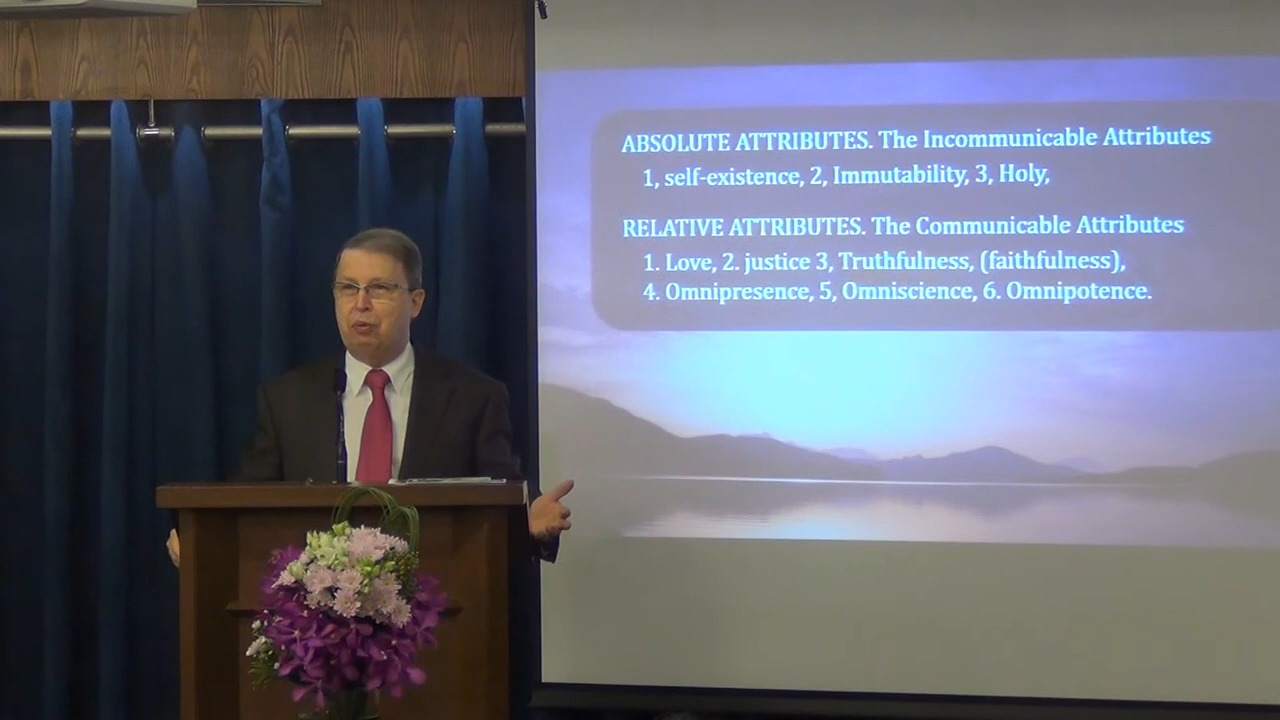 ABSOLUTE ATTRIBUTES. The Incommunicable Attributes
1, self-existence, 2, Immutability, 3, Holy,
RELATIVE ATTRIBUTES. The Communicable Attributes
1. Love, 2. justice 3, Truthfulness, (faithfulness),
4. Omnipresence, 5, Omniscience, 6. Omnipotence.